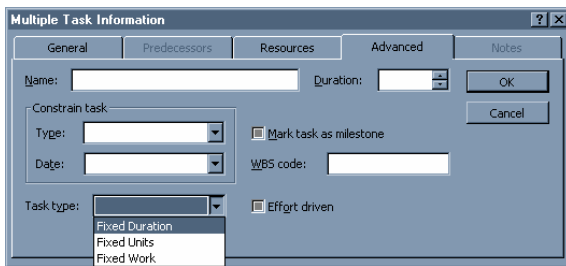 Multiple Task Information
General Predecessors Resources Advanced Notes
Name: Duration: OK
Constrain task Cancel
Type: Mark task as milestone
Date: WBS code:
Task type: Effort driven
Fixed Duration
Fixed Units
Fixed Work